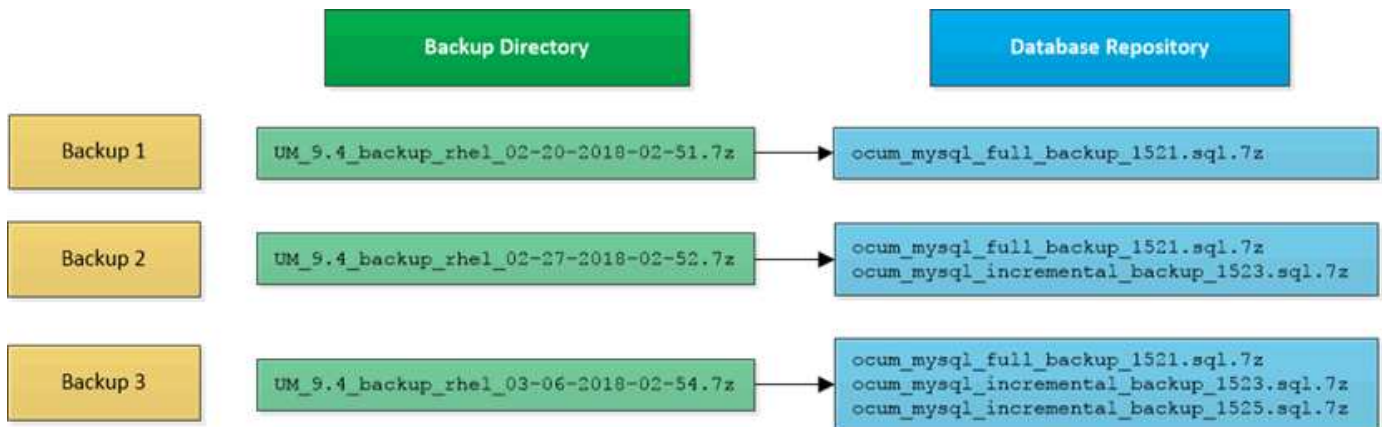 Backup Directory
Database Repository
Backup 1
UM_9.4_backup_rhel_02-20-2018-02-51.7z
ocum_mysql_full_backup_1521.sql.7z
Backup 2
UM_9.4_backup_rhel_02-27-2018-02-52.7z
ocum_mysql_full_backup_1521.sql.7z
ocum_mysql_incremental_backup_1523.sql.7z
Backup 3
UM_9.4_backup_rhel_03-06-2018-02-54.7z
ocum_mysql_full_backup_1521.sql.7z
ocum_mysql_incremental_backup_1523.sql.7z
ocum_mysql_incremental_backup_1525.sql.7z